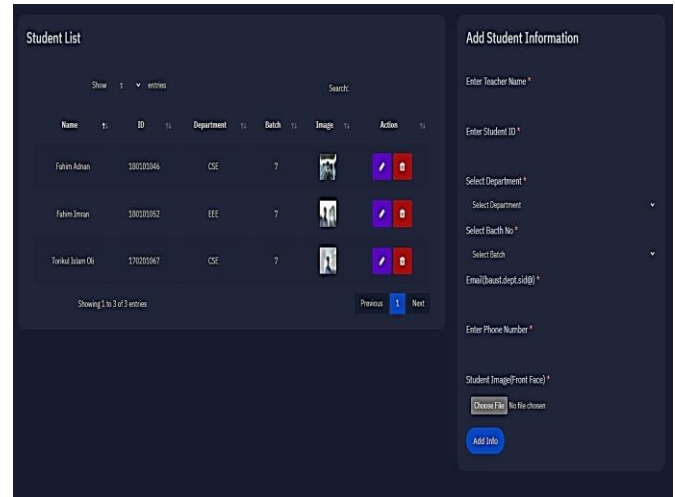 Student List
Show 1 entries Search:
Name ID Department Batch Image Action
Fahim Adnan 180101046 CSE 7
Fahim Imran 180101052 EEE 7
Torikul Islam Oli 170201067 CSE 7
Showing 1 to 3 of 3 entries
Previous 1 Next
Add Student Information
Enter Teacher Name *
Enter Student ID *
Select Department *
Select Department
Select Bacth No *
Select Batch
Email(baust.dept.sid@) *
Enter Phone Number *
Student Image(Front Face) *
Choose File No file chosen
Add Info